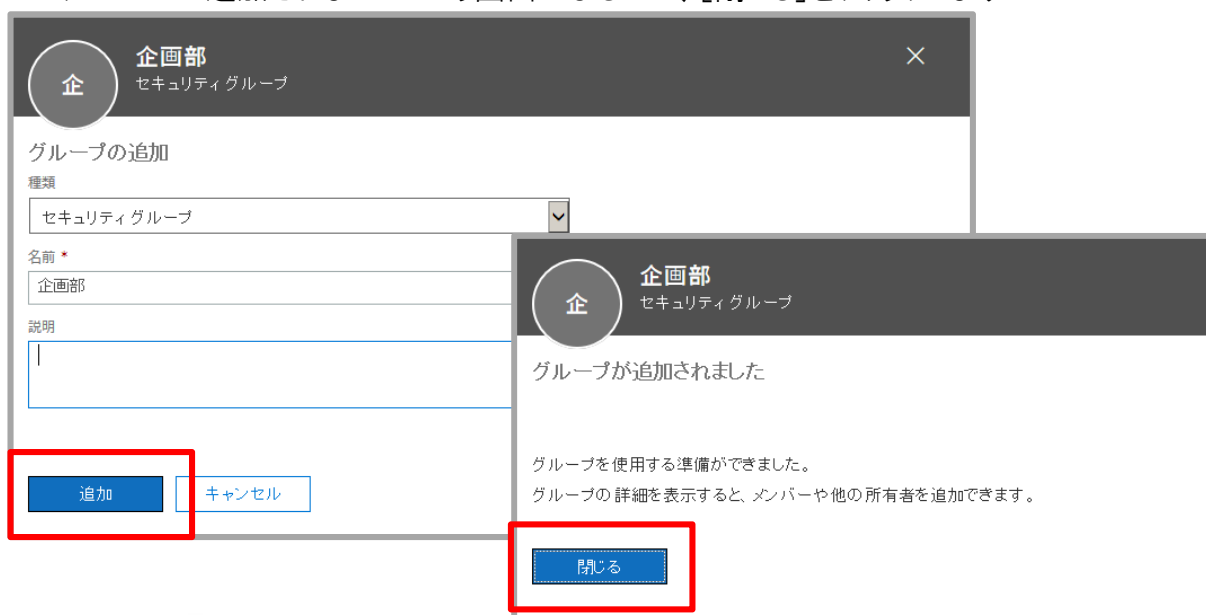 企画部
セキュリティグループ
企
グループの追加
種類
セキュリティグループ
名前 *
企画部
説明
追加
キャンセル
企画部
セキュリティグループ
企
グループが追加されました
グループを使用する準備ができました。
グループの詳細を表示すると、メンバーや他の所有者を追加できます。
閉じる